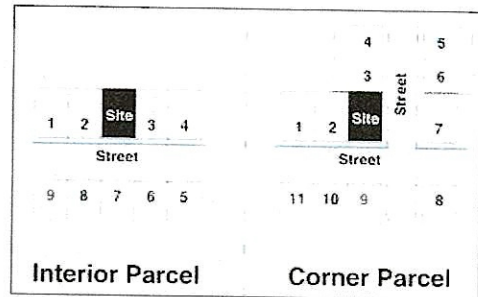 1 2 Site 3 4
Street
9 8 7 6 5
Interior Parcel
4 5
3 Street 6
1 2 Site 7
Street
11 10 9 8
Corner Parcel